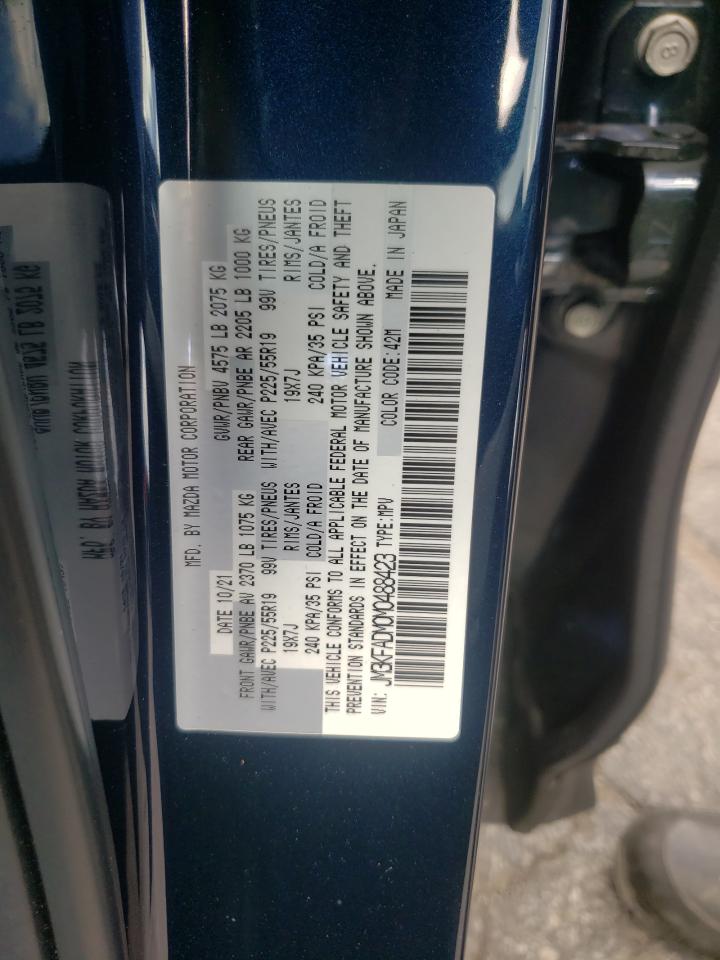 MFD. BY MAZDA MOTOR CORPORATION
DATE 10/21 GVWR/PNBV 4575 LB 2075 KG
FRONT GAWR/PNBE AV 2370 LB 1075 KG REAR GAWR/PNBE AR 2205 LB 1000 KG
WITH/AVEC P225/55R19 99V TIRES/PNEUS WITH/AVEC P225/55R19 99V TIRES/PNEUS
19X7J RIMS/JANTES 19X7J RIMS/JANTES
240 KPA/35 PSI COLD/A FROID 240 KPA/35 PSI COLD/A FROID
THIS VEHICLE CONFORMS TO ALL APPLICABLE FEDERAL MOTOR VEHICLE SAFETY AND THEFT
PREVENTION STANDARDS IN EFFECT ON THE DATE OF MANUFACTURE SHOWN ABOVE.
VIN: JM3KFADM0M0488423 TYPE:MPV COLOR CODE:42M MADE IN JAPAN
8